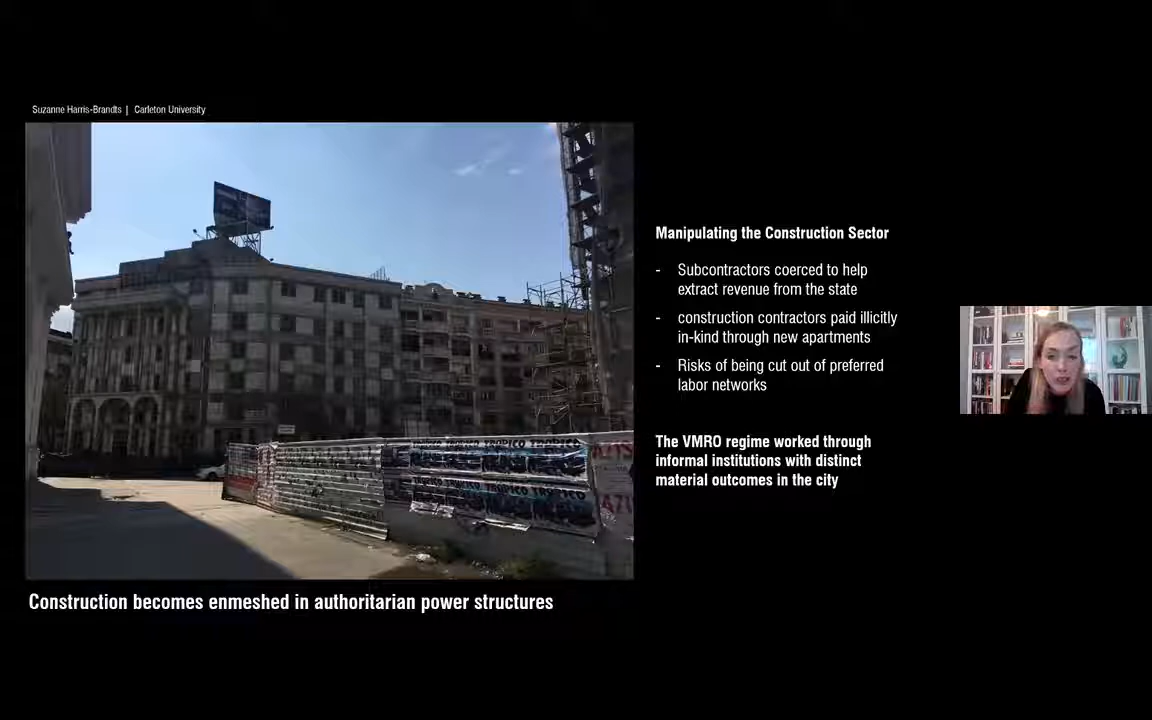 Suzanne Harris-Brandts | Carleton University
Manipulating the Construction Sector
- Subcontractors coerced to help
extract revenue from the state
- construction contractors paid illicitly
in-kind through new apartments
- Risks of being cut out of preferred
labor networks
The VMRO regime worked through
informal institutions with distinct
material outcomes in the city
TROPICO TROPICO
Construction becomes enmeshed in authoritarian power structures